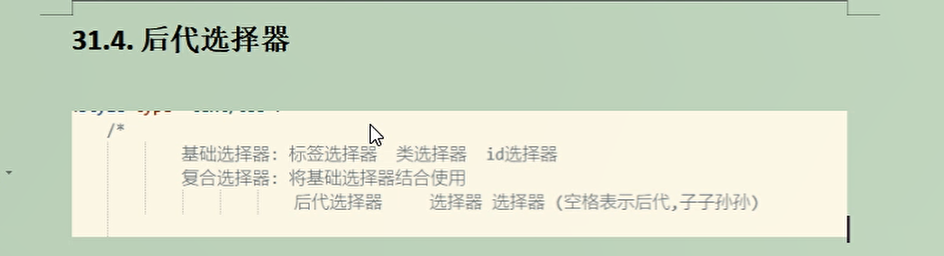 31.4. 后代选择器
/*
基础选择器: 标签选择器 类选择器 id选择器
复合选择器: 将基础选择器结合使用
后代选择器 选择器 选择器 (空格表示后代,子子孙孙)